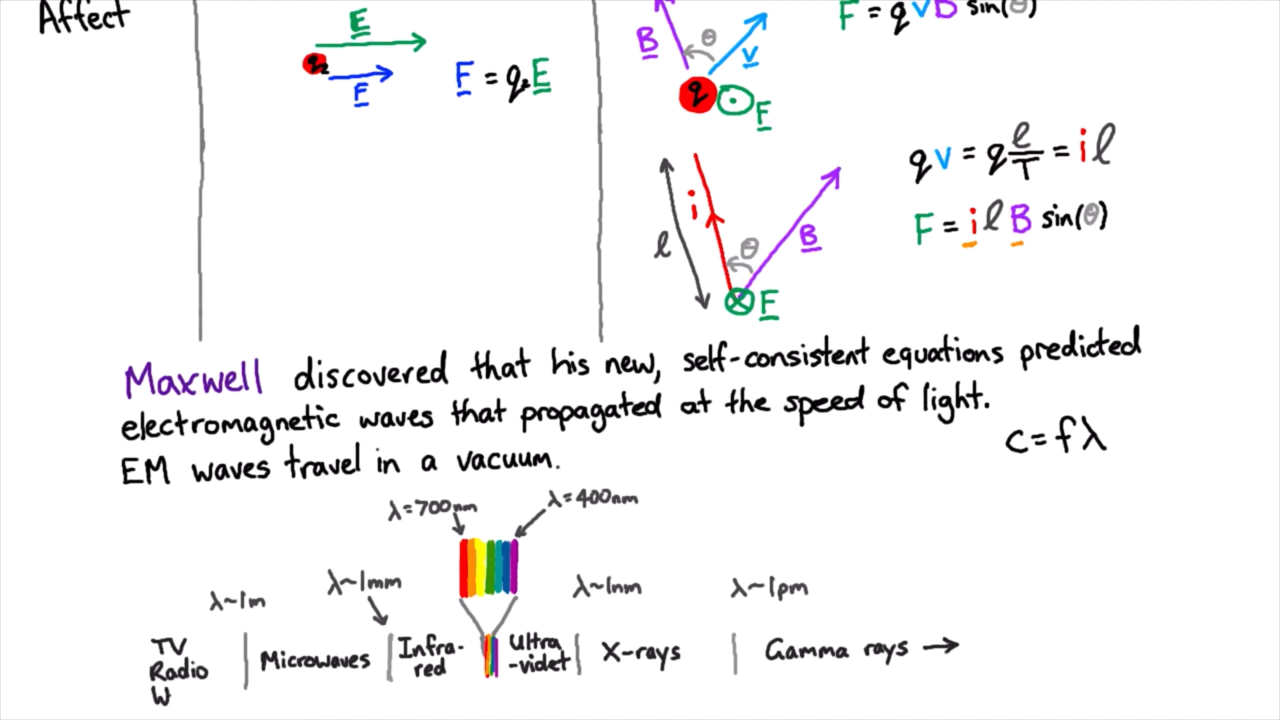 Affect
E
q₂
F
F = q₂E
B
θ
v
q
F
F = qvB sin(θ)
l
i
θ
B
F
qv = q l/T = il
F = ilB sin(θ)
Maxwell discovered that his new, self-consistent equations predicted
electromagnetic waves that propagated at the speed of light.
c = fλ
EM waves travel in a vacuum.
λ=700nm
λ=400nm
λ~1m
λ~1mm
λ~1nm
λ~1pm
TV
Radio
W
Microwaves
Infra-
red
Ultra
-violet
X-rays
Gamma rays →